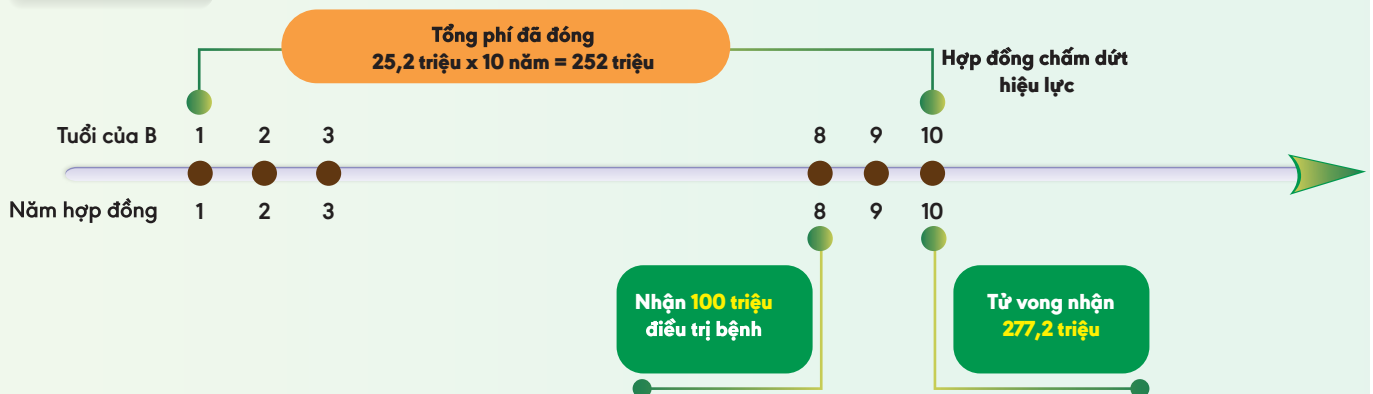 Tổng phí đã đóng
25,2 triệu x 10 năm = 252 triệu
Hợp đồng chấm dứt
hiệu lực
Tuổi của B 1 2 3 8 9 10
Năm hợp đồng 1 2 3 8 9 10
Nhận 100 triệu
điều trị bệnh
Tử vong nhận
277,2 triệu